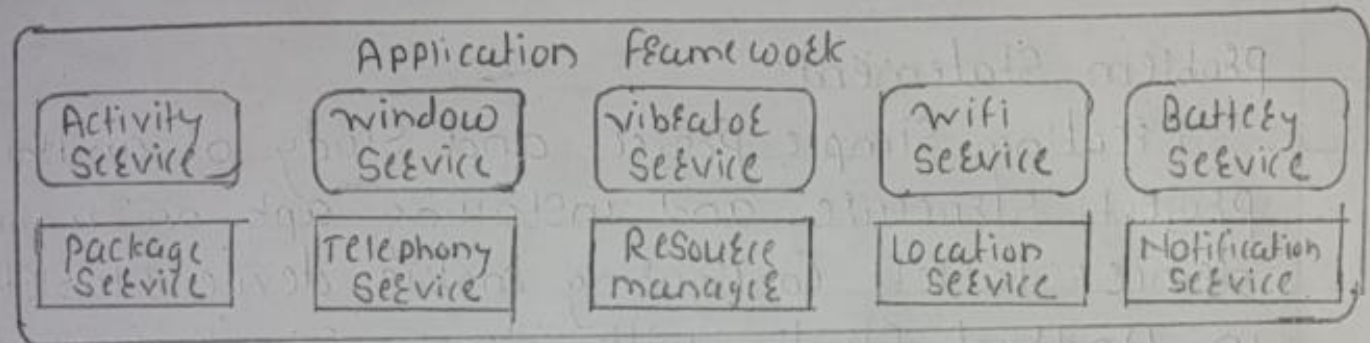 Application Framework
Activity Service
Window Service
Vibrator Service
Wifi Service
Battery Service
Package Service
Telephony Service
Resource manager
Location Service
Notification Service